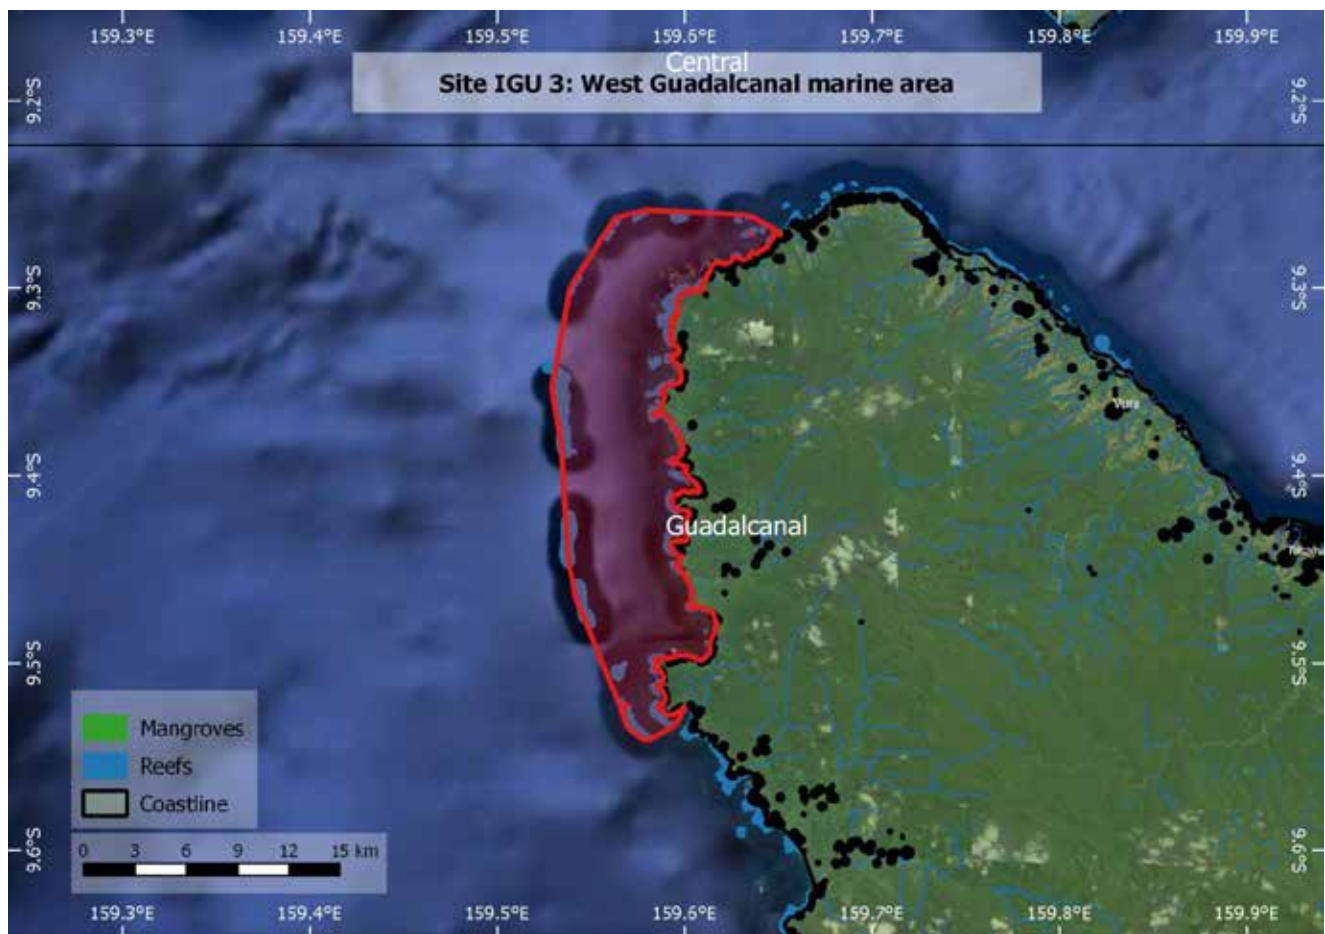 159.3°E 159.4°E 159.5°E 159.6°E 159.7°E 159.8°E 159.9°E
Central
Site IGU 3: West Guadalcanal marine area
9.2°S 9.2°S
9.3°S 9.3°S
Vura
9.4°S 9.4°S
Guadalcanal
9.5°S 9.5°S
Mangroves
Reefs
Coastline
0 3 6 9 12 15 km
9.6°S 9.6°S
159.3°E 159.4°E 159.5°E 159.6°E 159.7°E 159.8°E 159.9°E